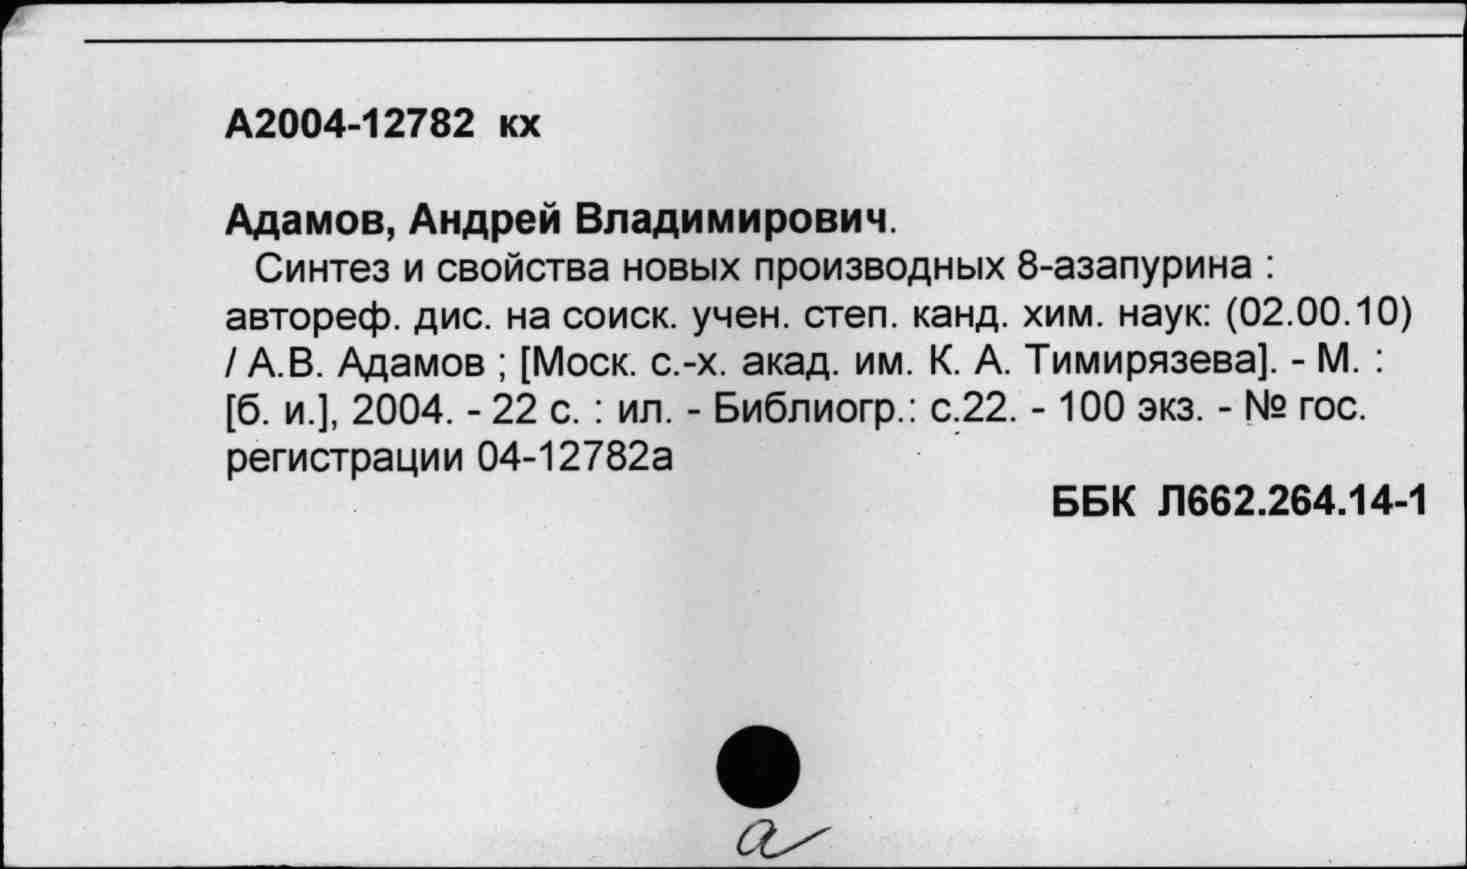 А2004-12782 кх
Адамов, Андрей Владимирович.
Синтез и свойства новых производных 8-азапурина :
автореф. дис. на соиск. учен. степ. канд. хим. наук: (02.00.10)
/ А.В. Адамов ; [Моск. с.-х. акад. им. К. А. Тимирязева]. - М. :
[б. и.], 2004. - 22 с. : ил. - Библиогр.: с.22. - 100 экз. - № гос.
регистрации 04-12782а
ББК Л662.264.14-1
а